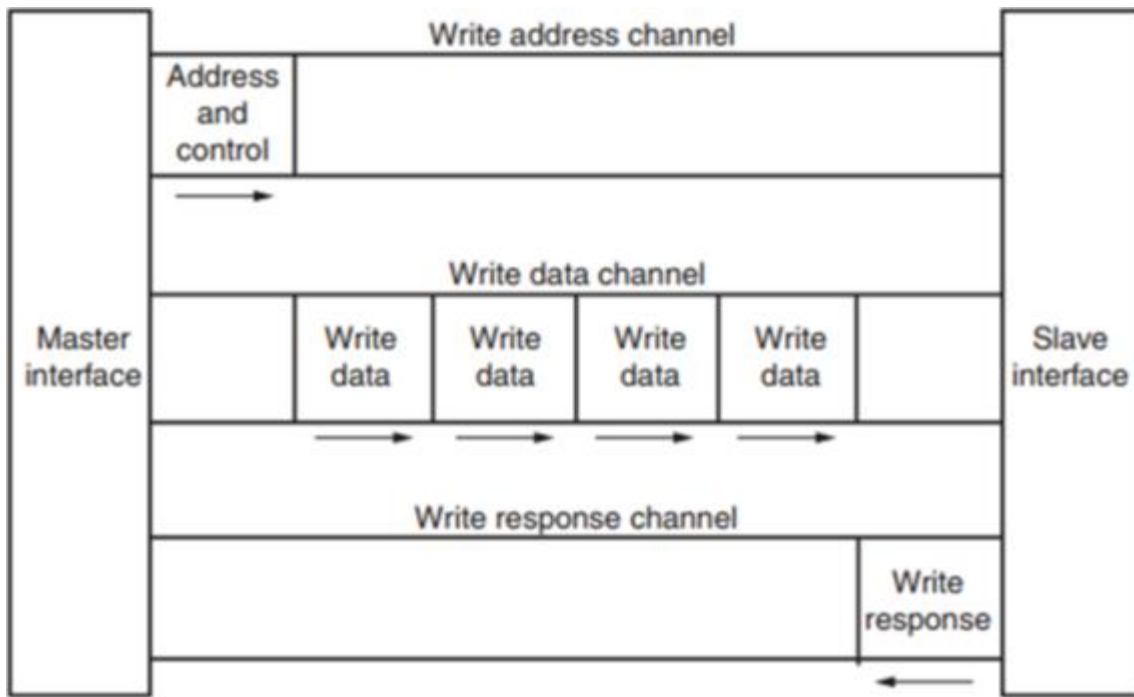 Write address channel
Address
and
control
Write data channel
Master
interface
Write
data
Write
data
Write
data
Write
data
Slave
interface
Write response channel
Write
response